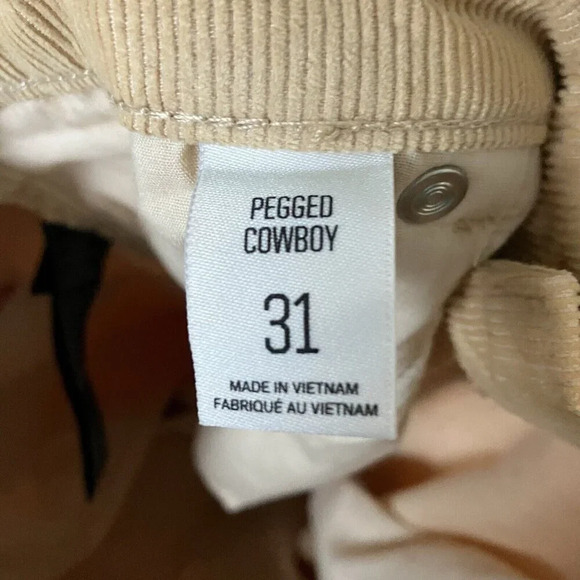 PEGGED
COWBOY
31
MADE IN VIETNAM
FABRIQUÉ AU VIETNAM